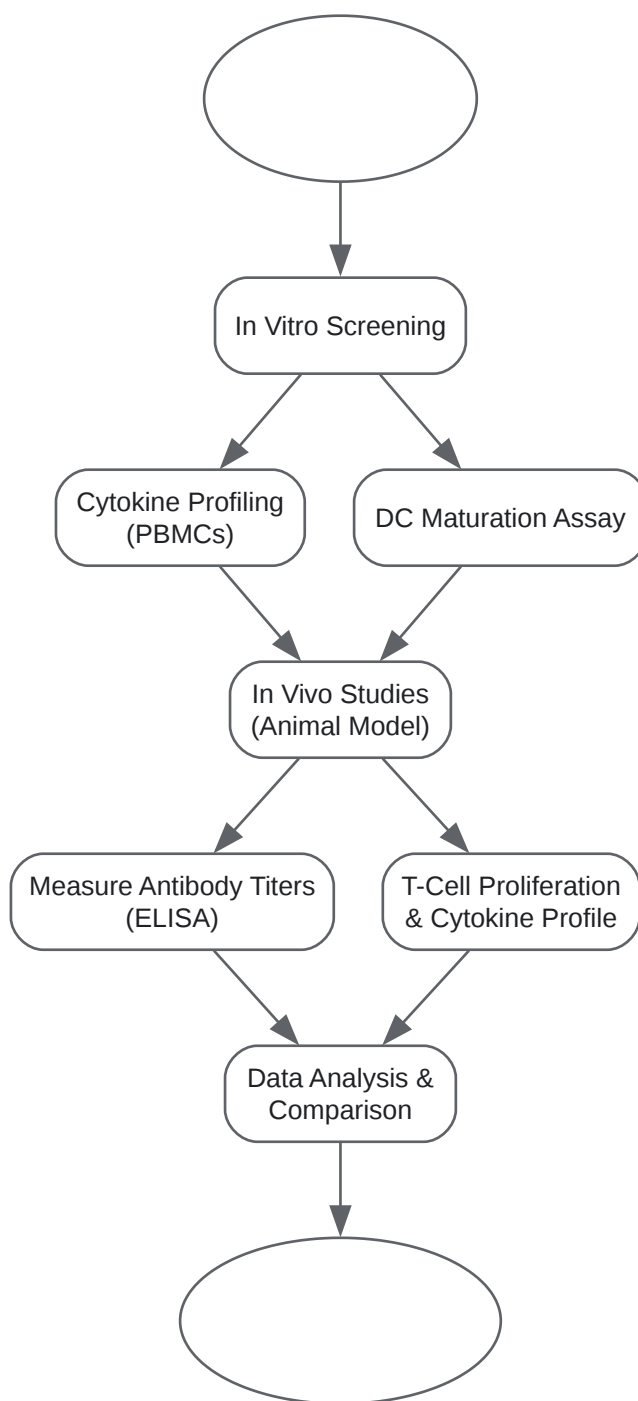 In Vitro Screening
Cytokine Profiling
(PBMCs)
DC Maturation Assay
In Vivo Studies
(Animal Model)
Measure Antibody Titers
(ELISA)
T-Cell Proliferation
& Cytokine Profile
Data Analysis &
Comparison